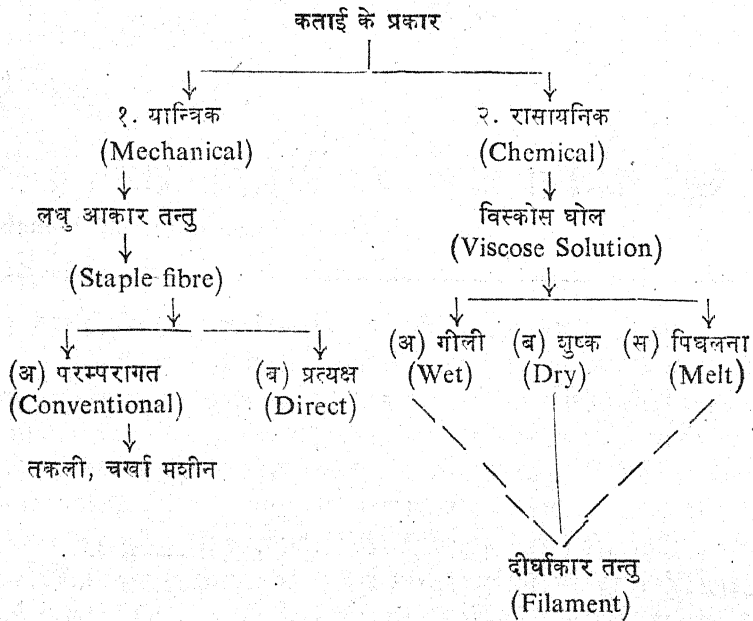 कताई के प्रकार
१. यान्त्रिक
(Mechanical)
लघु आकार तन्तु
(Staple fibre)
(अ) परम्परागत
(Conventional)
तकली, चर्खा मशीन
(ब) प्रत्यक्ष
(Direct)
२. रासायनिक
(Chemical)
विस्कोस घोल
(Viscose Solution)
(अ) गीली
(Wet)
(ब) शुष्क
(Dry)
(स) पिघलना
(Melt)
दीर्घाकार तन्तु
(Filament)